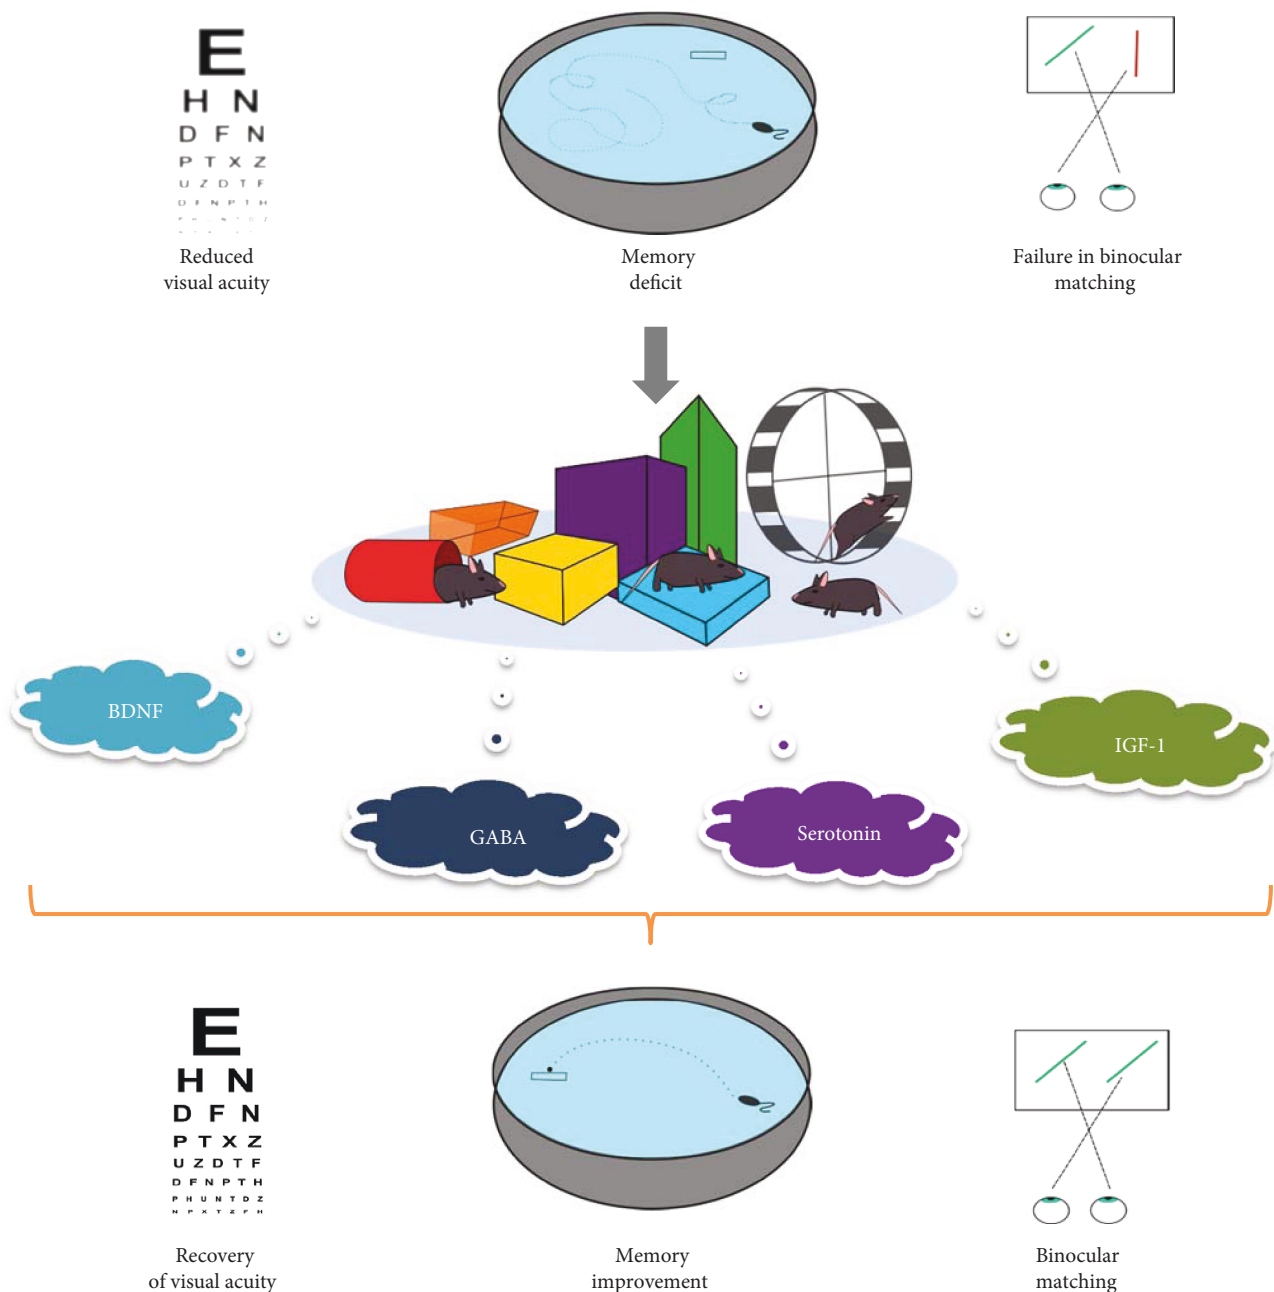 E
H N
D F N
P T X Z
U Z D T F
D F N P T H
Reduced
visual acuity
Memory
deficit
Failure in binocular
matching
BDNF
GABA
Serotonin
IGF-1
E
H N
D F N
P T X Z
U Z D T F
D F N P T H
P H U N T D Z
N P X T Z F H
Recovery
of visual acuity
Memory
improvement
Binocular
matching